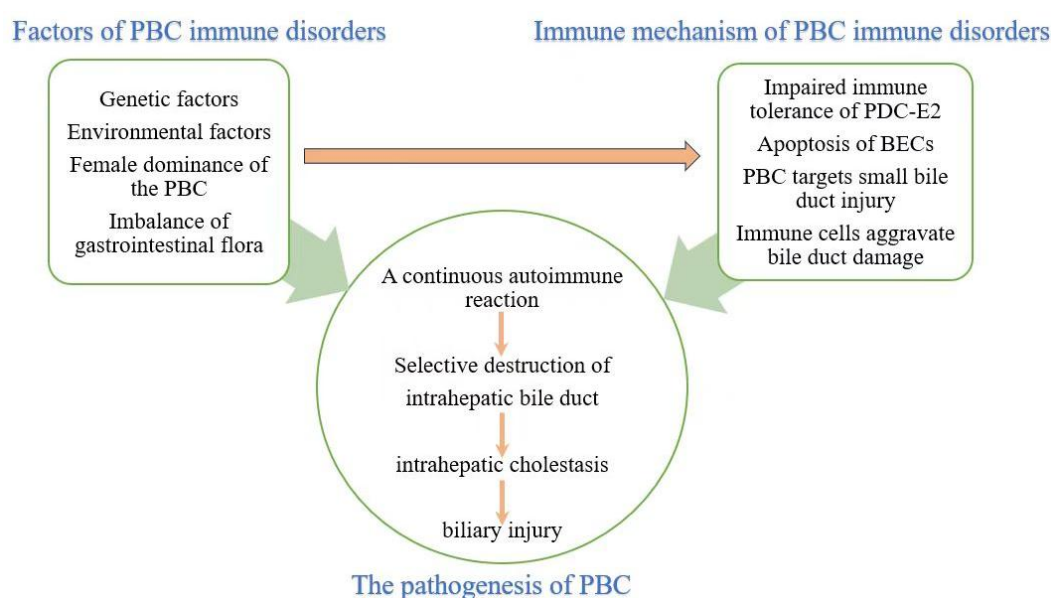 Factors of PBC immune disorders
Genetic factors
Environmental factors
Female dominance of
the PBC
Imbalance of
gastrointestinal flora
Immune mechanism of PBC immune disorders
Impaired immune
tolerance of PDC-E2
Apoptosis of BECs
PBC targets small bile
duct injury
Immune cells aggravate
bile duct damage
A continuous autoimmune
reaction
Selective destruction of
intrahepatic bile duct
intrahepatic cholestasis
biliary injury
The pathogenesis of PBC